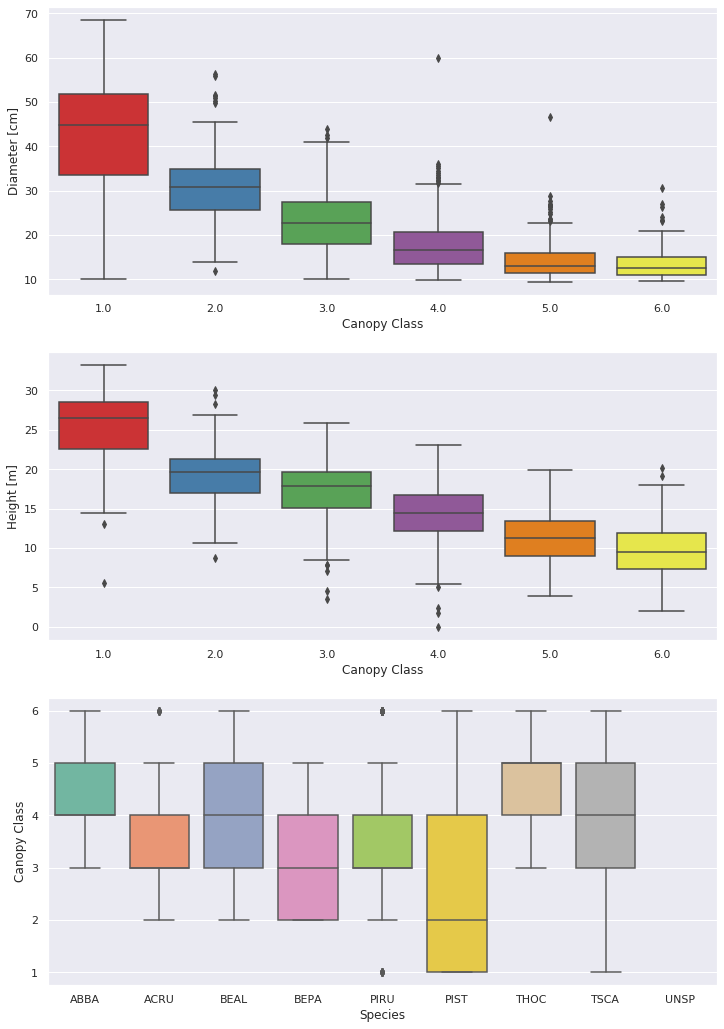 70
60
50
40
30
20
10
Diameter [cm]
1.0 2.0 3.0 4.0 5.0 6.0
Canopy Class
30
25
20
15
10
5
0
Height [m]
1.0 2.0 3.0 4.0 5.0 6.0
Canopy Class
6
5
4
3
2
1
Canopy Class
ABBA ACRU BEAL BEPA PIRU PIST THOC TSCA UNSP
Species